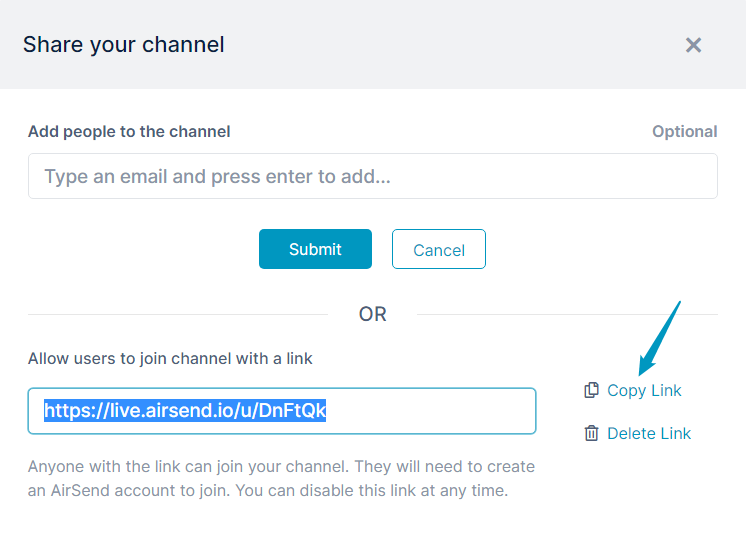 Share your channel
Add people to the channel Optional
Type an email and press enter to add...
Submit Cancel
OR
Allow users to join channel with a link
https://live.airsend.io/u/DnFtQk
Copy Link
Delete Link
Anyone with the link can join your channel. They will need to create
an AirSend account to join. You can disable this link at any time.